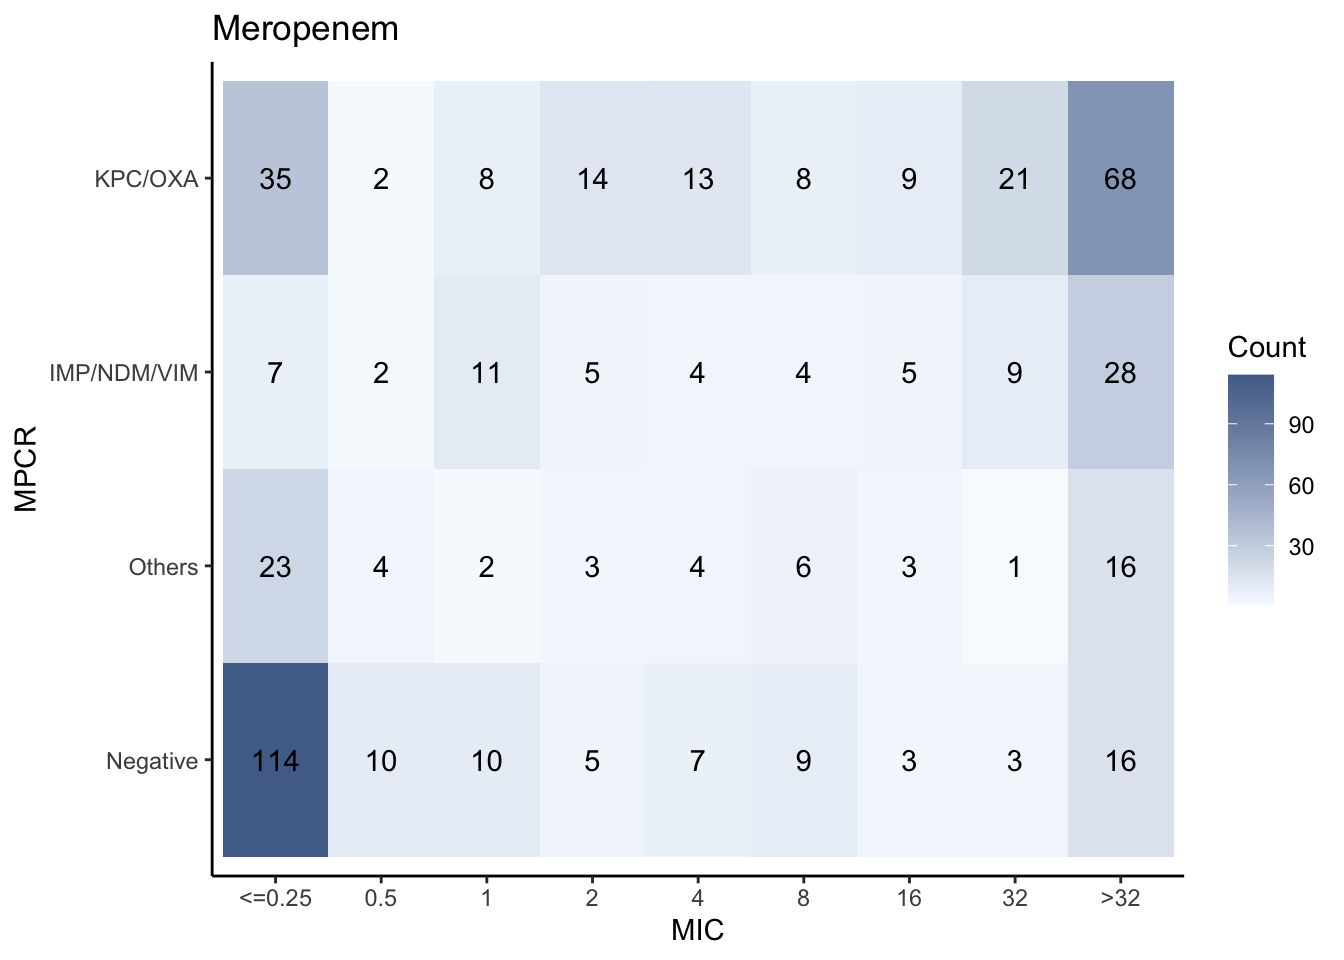 Meropenem
KPC/OXA 35 2 8 14 13 8 9 21 68
IMP/NDM/VIM 7 2 11 5 4 4 5 9 28
Others 23 4 2 3 4 6 3 1 16
Negative 114 10 10 5 7 9 3 3 16
<=0.25 0.5 1 2 4 8 16 32 >32
MIC
MPCR
Count
90
60
30